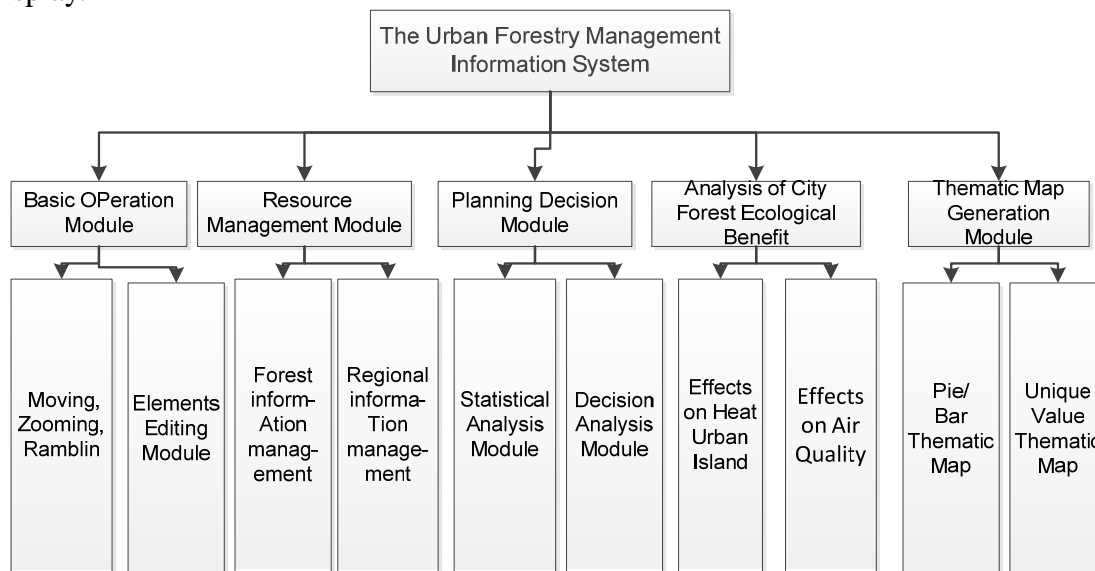 The Urban Forestry Management
Information System
Basic OPeration
Module
Resource
Management Module
Planning Decision
Module
Analysis of City
Forest Ecological
Benefit
Thematic Map
Generation
Module
Moving,
Zooming,
Ramblin
Elements
Editing
Module
Forest
inform-
Ation
manag-
ement
Regional
informa-
Tion
manage-
ment
Statistical
Analysis
Module
Decision
Analysis
Module
Effects
on Heat
Urban
Island
Effects
on Air
Quality
Pie/
Bar
Thematic
Map
Unique
Value
Thematic
Map